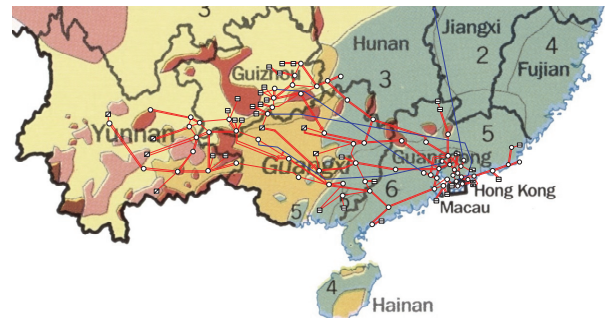 3
Jiangxi
4
Hunan
2
Fujian
Guizhou
3
Yunnan
5
Guangxi
Guangdong
6
Hong Kong
Macau
5
5
4
Hainan